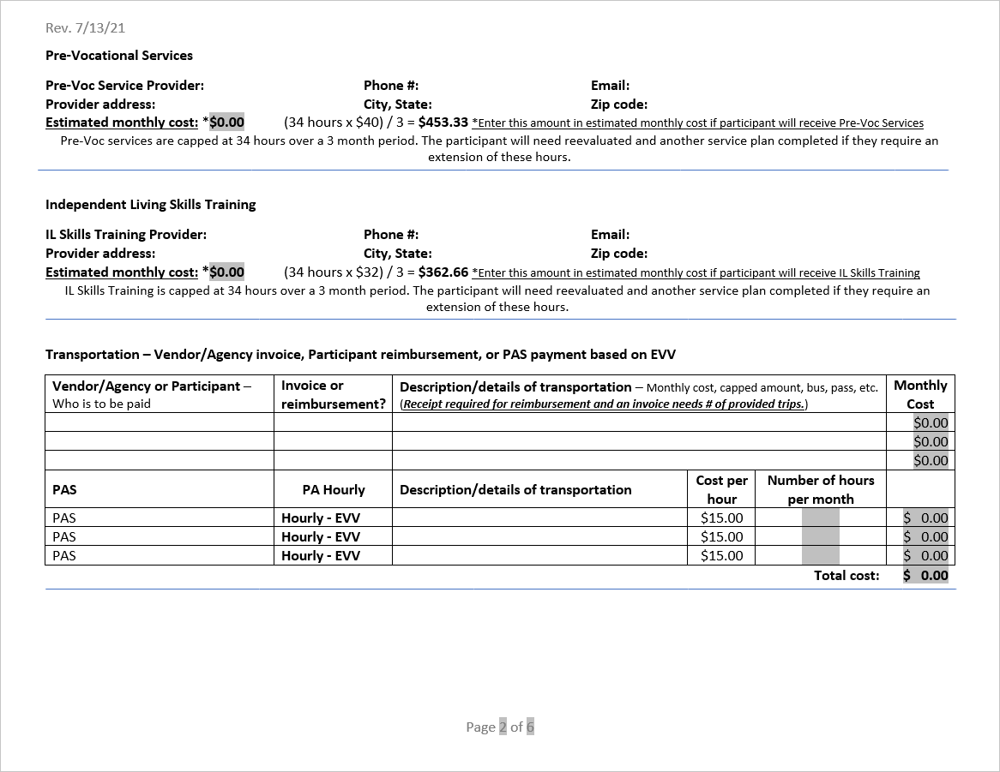 Rev. 7/13/21
Pre-Vocational Services
Pre-Voc Service Provider: Phone #: Email:
Provider address: City, State: Zip code:
Estimated monthly cost: *$0.00 (34 hours x $40) / 3 = $453.33 *Enter this amount in estimated monthly cost if participant will receive Pre-Voc Services
Pre-Voc services are capped at 34 hours over a 3 month period. The participant will need reevaluated and another service plan completed if they require an
extension of these hours.
Independent Living Skills Training
IL Skills Training Provider: Phone #: Email:
Provider address: City, State: Zip code:
Estimated monthly cost: *$0.00 (34 hours x $32) / 3 = $362.66 *Enter this amount in estimated monthly cost if participant will receive IL Skills Training
IL Skills Training is capped at 34 hours over a 3 month period. The participant will need reevaluated and another service plan completed if they require an
extension of these hours.
Transportation – Vendor/Agency invoice, Participant reimbursement, or PAS payment based on EVV
Vendor/Agency or Participant – Invoice or Description/details of transportation – Monthly cost, capped amount, bus, pass, etc. Monthly
Who is to be paid reimbursement? (Receipt required for reimbursement and an invoice needs # of provided trips.) Cost
$0.00
$0.00
$0.00
PAS PA Hourly Description/details of transportation Cost per hour Number of hours per month
PAS Hourly - EVV $15.00 $ 0.00
PAS Hourly - EVV $15.00 $ 0.00
PAS Hourly - EVV $15.00 $ 0.00
Total cost: $ 0.00
Page 2 of 6